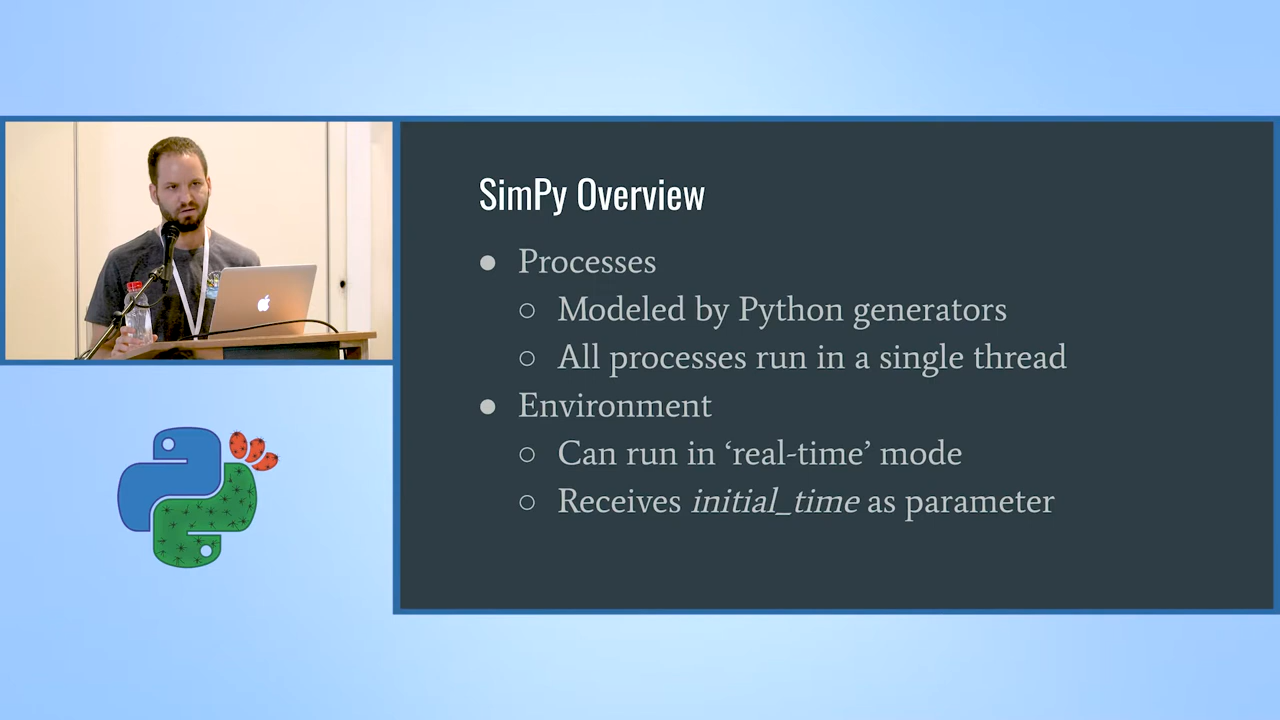 SimPy Overview
● Processes
○ Modeled by Python generators
○ All processes run in a single thread
● Environment
○ Can run in ‘real-time’ mode
○ Receives initial_time as parameter